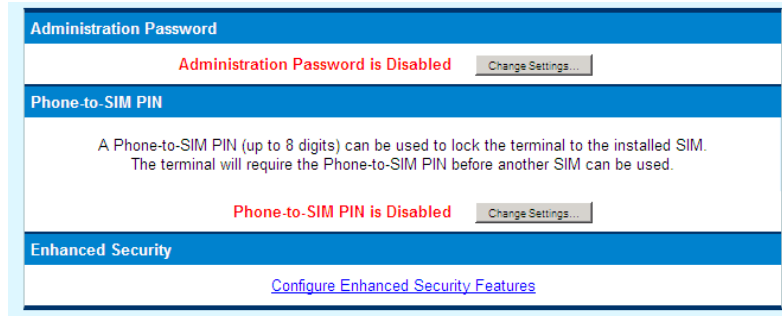 Administration Password
Administration Password is Disabled Change Settings...
Phone-to-SIM PIN
A Phone-to-SIM PIN (up to 8 digits) can be used to lock the terminal to the installed SIM.
The terminal will require the Phone-to-SIM PIN before another SIM can be used.
Phone-to-SIM PIN is Disabled Change Settings...
Enhanced Security
Configure Enhanced Security Features